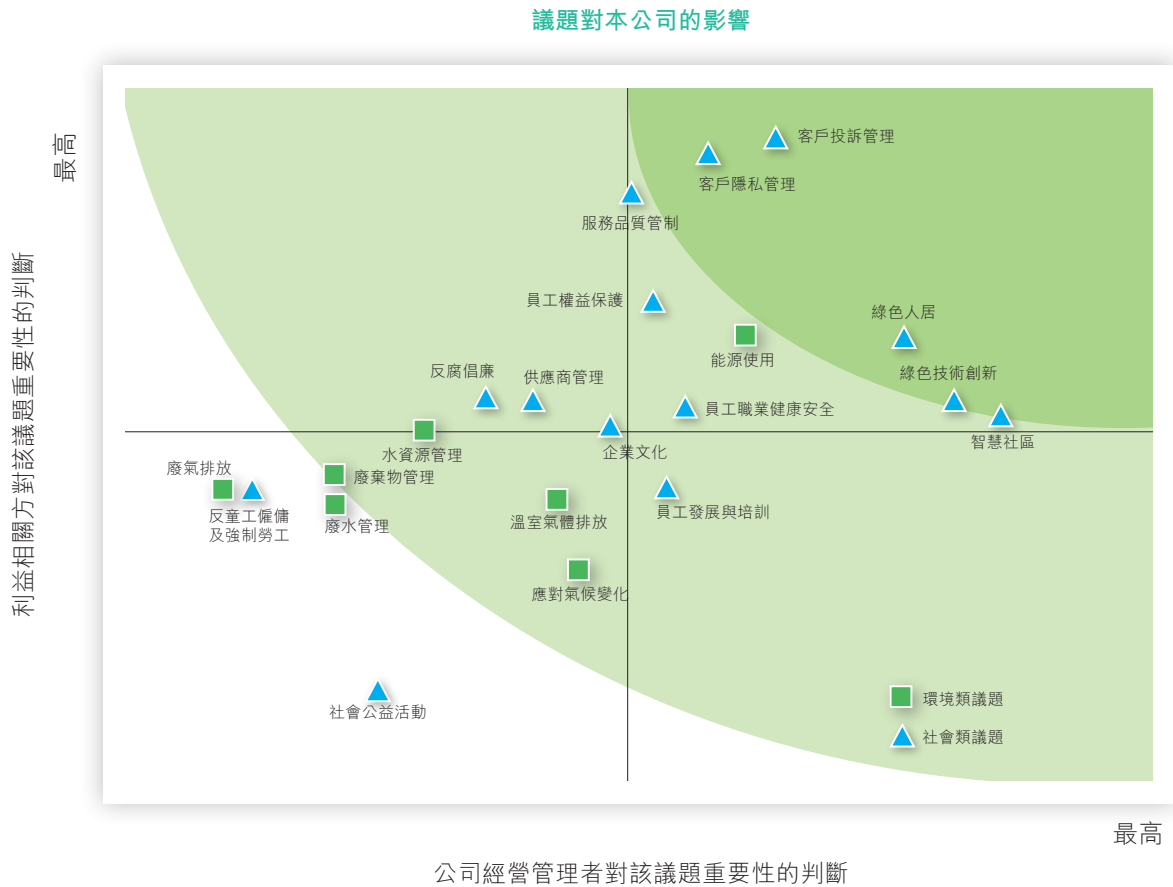 議題對本公司的影響
最高
利益相關方對該議題重要性的判斷
客戶投訴管理
客戶隱私管理
服務品質管制
員工權益保護
綠色人居
能源使用
反腐倡廉
供應商管理
綠色技術創新
員工職業健康安全
智慧社區
水資源管理
企業文化
廢氣排放
廢棄物管理
反童工僱傭
及強制勞工
廢水管理
溫室氣體排放
員工發展與培訓
應對氣候變化
社會公益活動
環境類議題
社會類議題
最高
公司經營管理者對該議題重要性的判斷